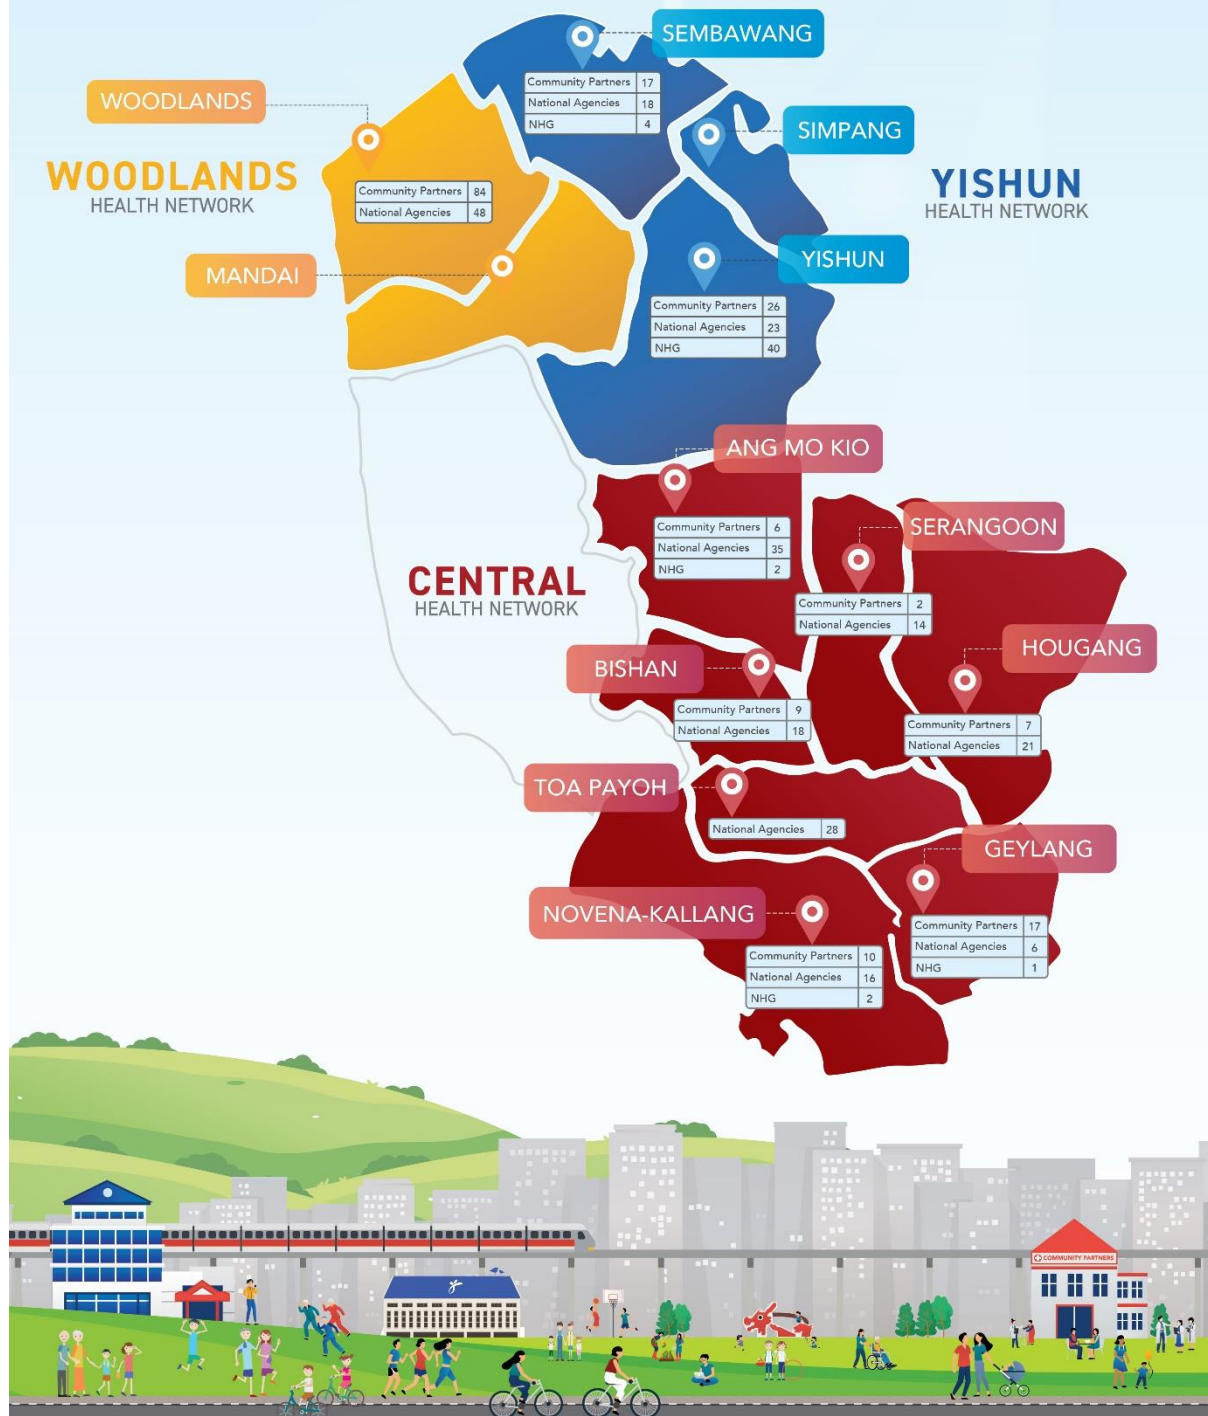 SEMBAWANG
Community Partners 17
National Agencies 18
NHG 4
WOODLANDS
SIMPANG
WOODLANDS
HEALTH NETWORK
Community Partners 84
National Agencies 48
YISHUN
HEALTH NETWORK
MANDAI
YISHUN
Community Partners 26
National Agencies 23
NHG 40
ANG MO KIO
Community Partners 6
National Agencies 35
NHG 2
SERANGOON
Community Partners 2
National Agencies 14
CENTRAL
HEALTH NETWORK
HOUGANG
Community Partners 7
National Agencies 21
BISHAN
Community Partners 9
National Agencies 18
TOA PAYOH
National Agencies 28
GEYLANG
Community Partners 17
National Agencies 6
NHG 1
NOVENA-KALLANG
Community Partners 10
National Agencies 16
NHG 2
COMMUNITY PARTNERS